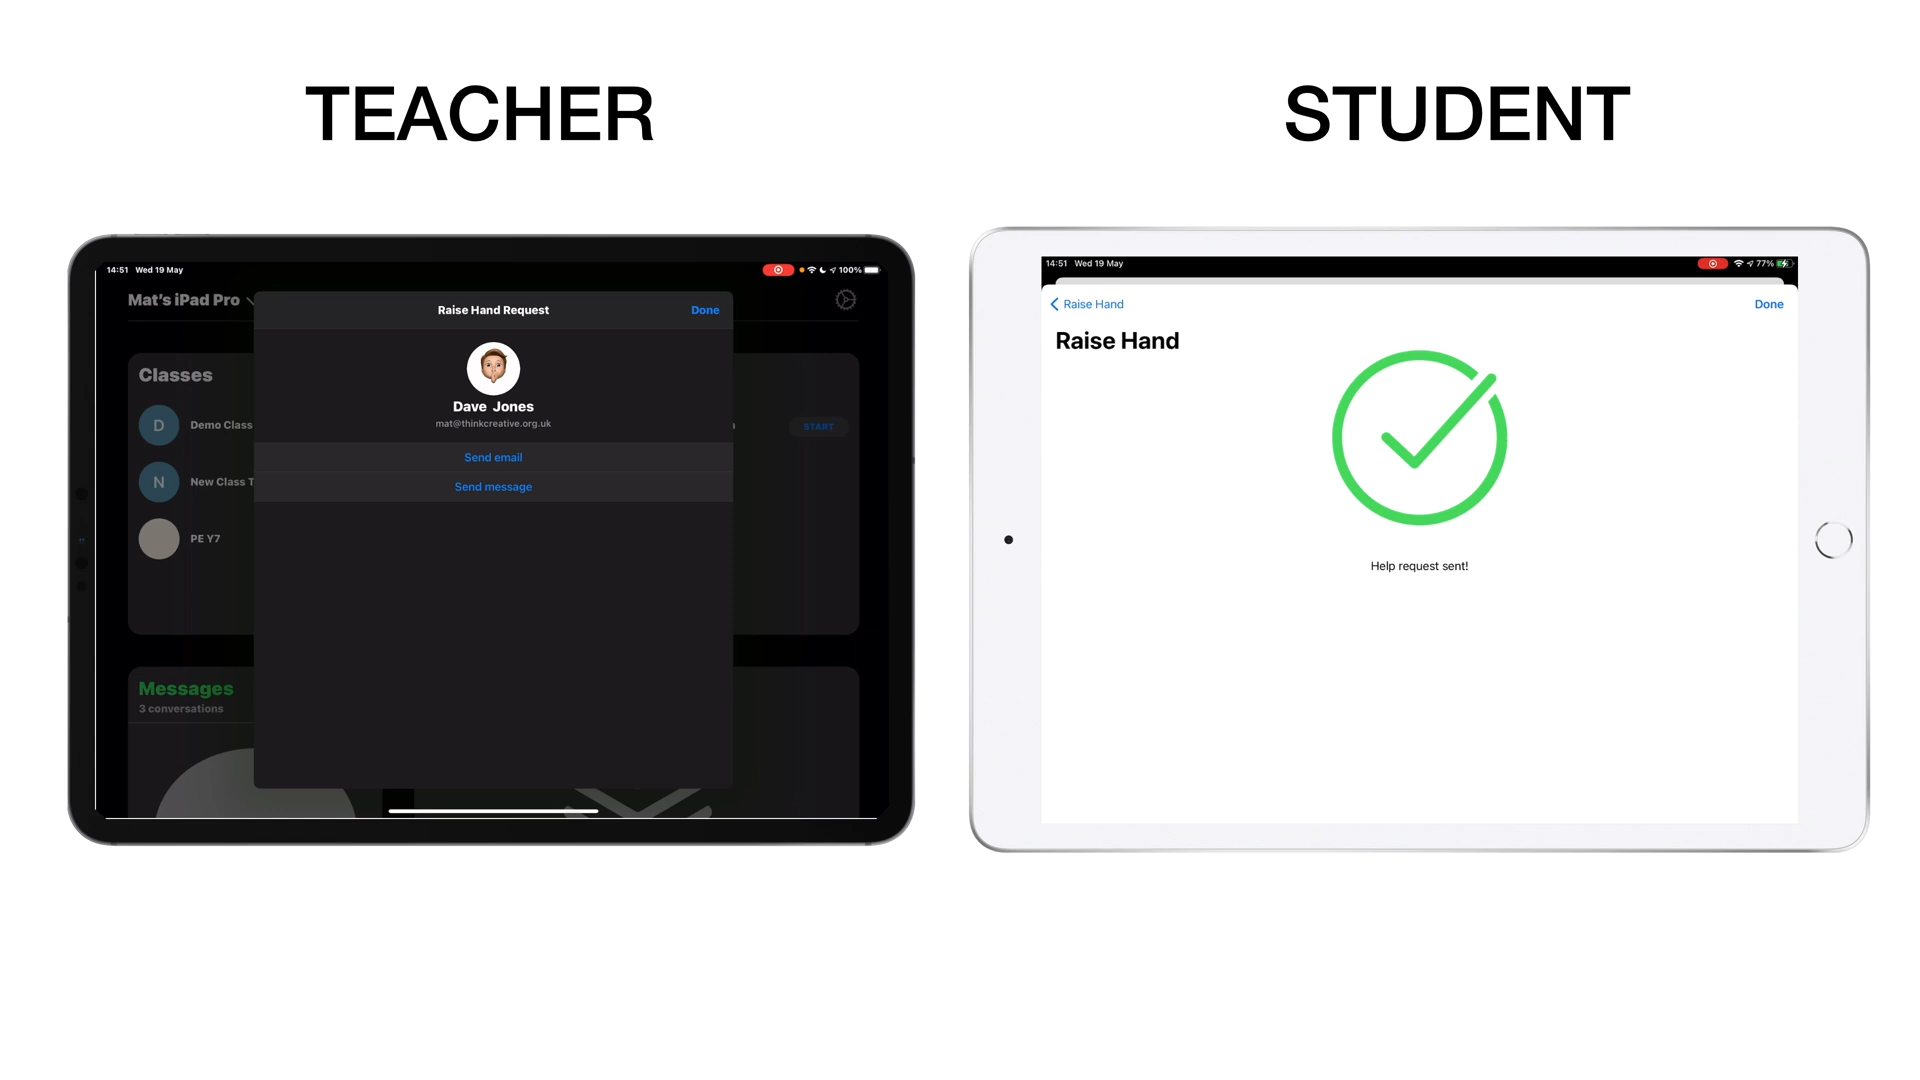 TEACHER
STUDENT
14:51 Wed 19 May
100%
Mat's iPad Pro
Raise Hand Request
Done
Classes
Dave Jones
mat@thinkcreative.org.uk
D
Demo Class
START
Send email
N
New Class T
Send message
PE Y7
Messages
3 conversations
14:51 Wed 19 May
77%
Raise Hand
Done
Raise Hand
Help request sent!